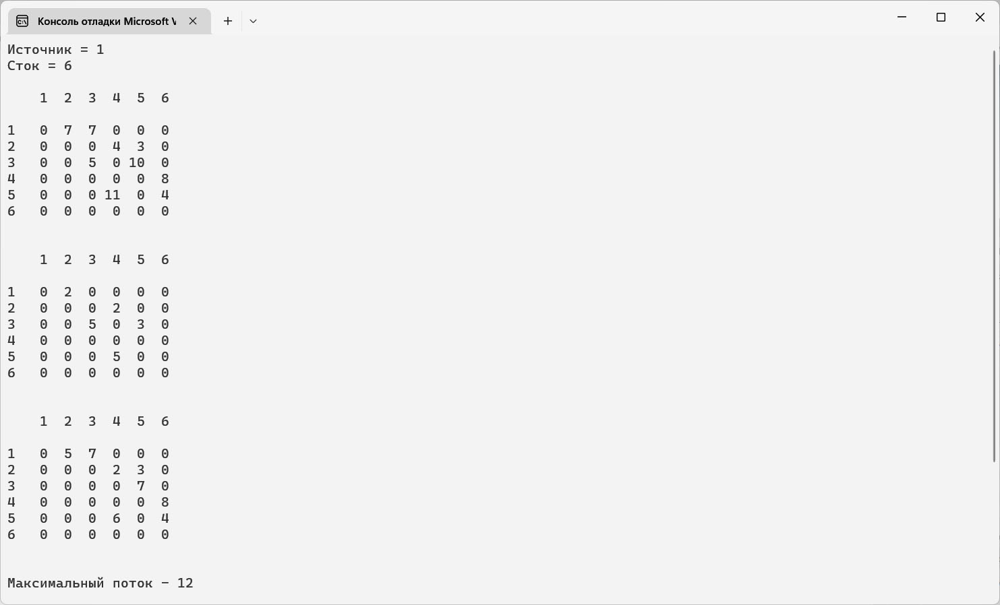 Консоль отладки Microsoft V
Источник = 1
Сток = 6
1 2 3 4 5 6
1 0 7 7 0 0 0
2 0 0 0 4 3 0
3 0 0 5 0 10 0
4 0 0 0 0 0 8
5 0 0 0 11 0 4
6 0 0 0 0 0 0
1 2 3 4 5 6
1 0 2 0 0 0 0
2 0 0 0 2 0 0
3 0 0 5 0 3 0
4 0 0 0 0 0 0
5 0 0 0 5 0 0
6 0 0 0 0 0 0
1 2 3 4 5 6
1 0 5 7 0 0 0
2 0 0 0 2 3 0
3 0 0 0 0 7 0
4 0 0 0 0 0 8
5 0 0 0 6 0 4
6 0 0 0 0 0 0
Максимальный поток - 12